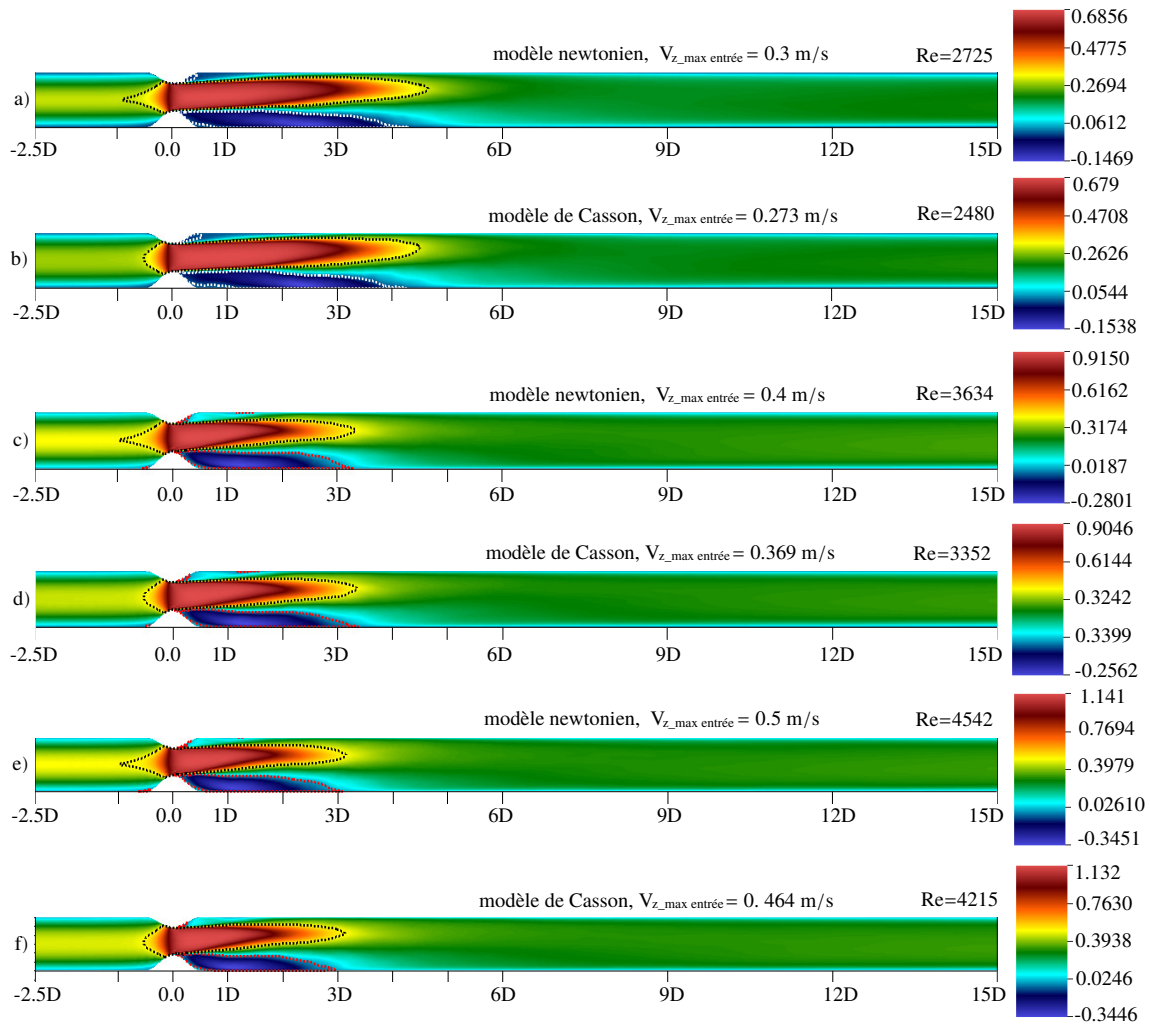 modèle newtonien, V_z_max entrée = 0.3 m/s Re=2725
a)
-2.5D 0.0 1D 3D 6D 9D 12D 15D
0.6856
0.4775
0.2694
0.0612
-0.1469
modèle de Casson, V_z_max entrée = 0.273 m/s Re=2480
b)
-2.5D 0.0 1D 3D 6D 9D 12D 15D
0.679
0.4708
0.2626
0.0544
-0.1538
modèle newtonien, V_z_max entrée = 0.4 m/s Re=3634
c)
-2.5D 0.0 1D 3D 6D 9D 12D 15D
0.9150
0.6162
0.3174
0.0187
-0.2801
modèle de Casson, V_z_max entrée = 0.369 m/s Re=3352
d)
-2.5D 0.0 1D 3D 6D 9D 12D 15D
0.9046
0.6144
0.3242
0.3399
-0.2562
modèle newtonien, V_z_max entrée = 0.5 m/s Re=4542
e)
-2.5D 0.0 1D 3D 6D 9D 12D 15D
1.141
0.7694
0.3979
0.02610
-0.3451
modèle de Casson, V_z_max entrée = 0. 464 m/s Re=4215
f)
-2.5D 0.0 1D 3D 6D 9D 12D 15D
1.132
0.7630
0.3938
0.0246
-0.3446